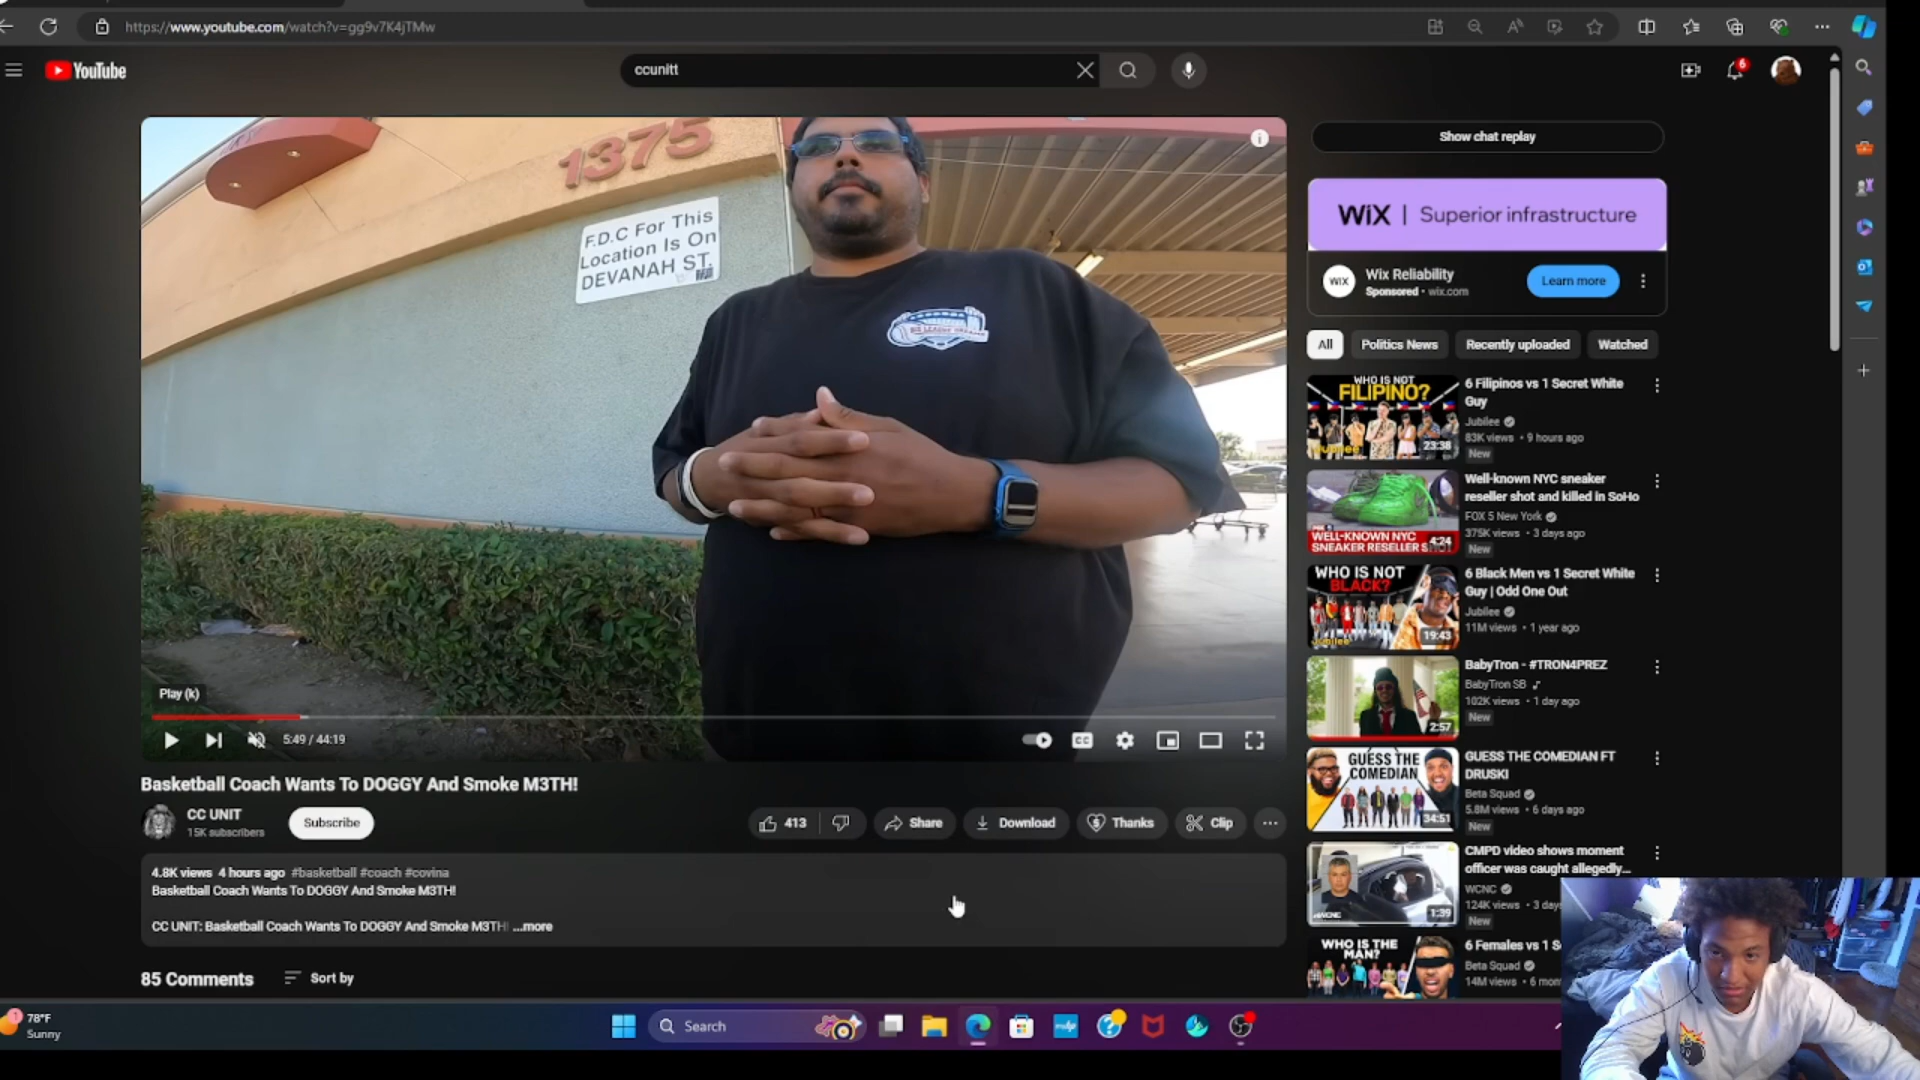 https://www.youtube.com/watch?v=gg9v7K4jTMw
YouTube
ccunitt
6
1375
F.D.C For This
Location Is On
DEVANAH ST.
BIG LEAGUE DREAMS
Play (k)
5:49 / 44:19
CC
Basketball Coach Wants To DOGGY And Smoke M3TH!
CC UNIT
15K subscribers
Subscribe
413
Share
Download
Thanks
Clip
4.8K views 4 hours ago #basketball #coach #covina
Basketball Coach Wants To DOGGY And Smoke M3TH!
CC UNIT: Basketball Coach Wants To DOGGY And Smoke M3TH! ...more
85 Comments
Sort by
Show chat replay
WiX | Superior infrastructure
WiX
Wix Reliability
Sponsored • wix.com
Learn more
All
Politics News
Recently uploaded
Watched
WHO IS NOT
FILIPINO?
Jubilee
23:38
6 Filipinos vs 1 Secret White
Guy
Jubilee
83K views • 9 hours ago
New
WELL-KNOWN NYC
SNEAKER RESELLER S
4:24
Well-known NYC sneaker
reseller shot and killed in SoHo
FOX 5 New York
375K views • 3 days ago
New
WHO IS NOT
BLACK?
Jubilee
19:43
6 Black Men vs 1 Secret White
Guy | Odd One Out
Jubilee
11M views • 1 year ago
2:57
BabyTron - #TRON4PREZ
BabyTron SB
102K views • 1 day ago
New
GUESS THE
COMEDIAN
34:51
GUESS THE COMEDIAN FT
DRUSKI
Beta Squad
5.8M views • 6 days ago
New
WCNC
1:39
CMPD video shows moment
officer was caught allegedly...
WCNC
124K views • 3 days
New
WHO IS THE
MAN?
6 Females vs 1 S
Beta Squad
14M views • 6 mon
1
78°F
Sunny
Search